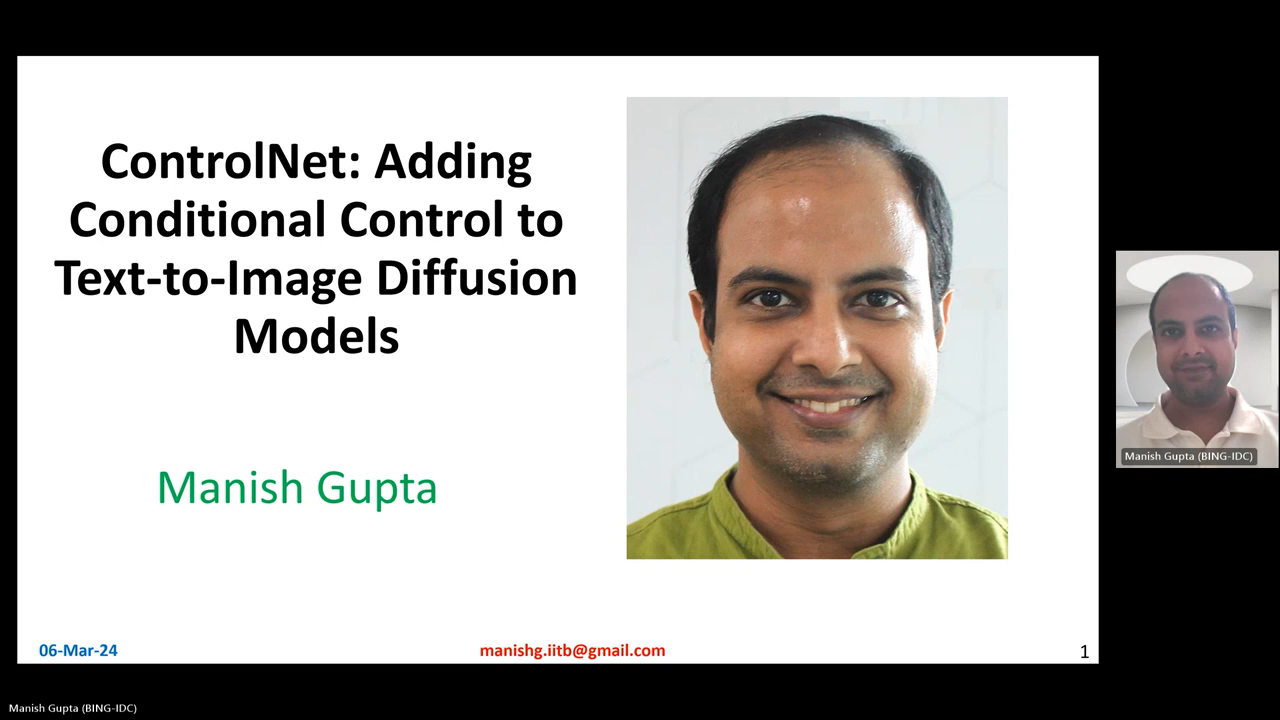 ControlNet: Adding
Conditional Control to
Text-to-Image Diffusion
Models
Manish Gupta
06-Mar-24
manishg.iitb@gmail.com
1
Manish Gupta (BING-IDC)
Manish Gupta (BING-IDC)